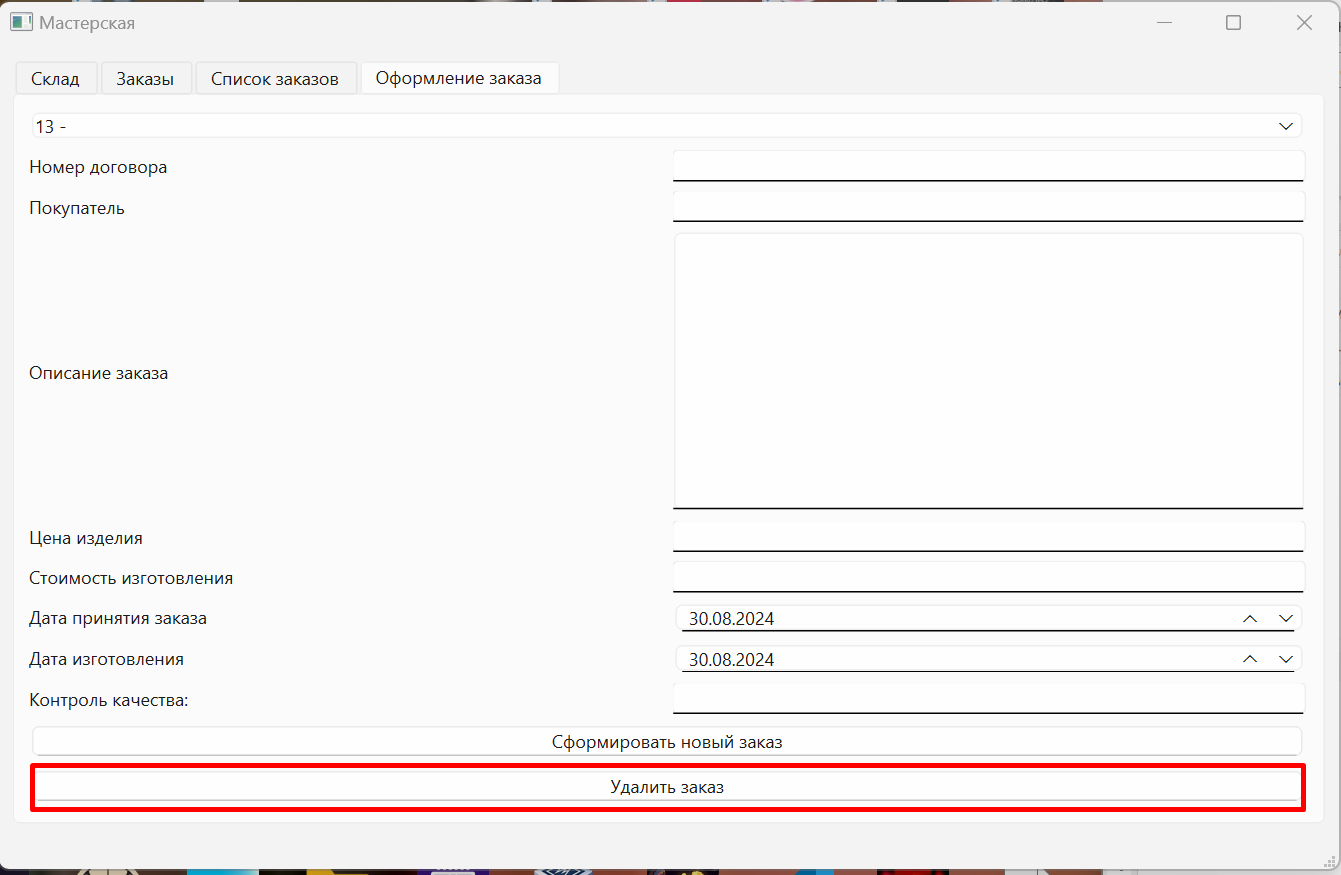 Мастерская
Склад Заказы Список заказов Оформление заказа
13 -
Номер договора
Покупатель
Описание заказа
Цена изделия
Стоимость изготовления
Дата принятия заказа 30.08.2024
Дата изготовления 30.08.2024
Контроль качества:
Сформировать новый заказ
Удалить заказ